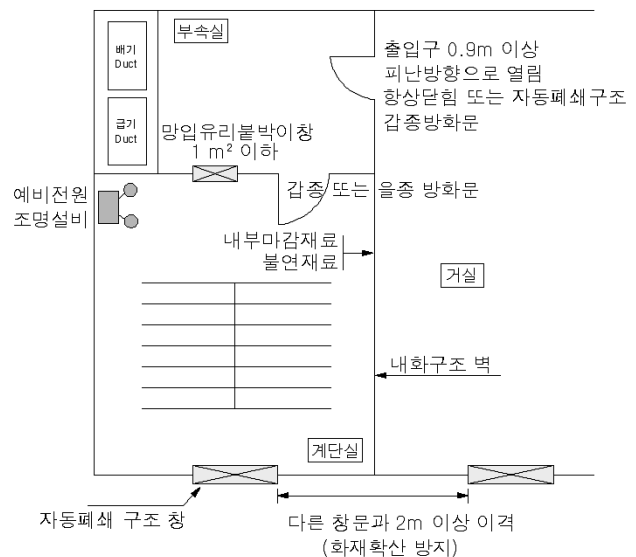 배기
Duct
급기
Duct
부속실
출입구 0.9m 이상
피난방향으로 열림
항상닫힘 또는 자동폐쇄구조
갑종방화문
망입유리붙박이창
1 m² 이하
예비전원
조명설비
갑종 또는 을종 방화문
내부마감재료
불연재료
거실
내화구조 벽
계단실
자동폐쇄 구조 창
다른 창문과 2m 이상 이격
(화재확산 방지)